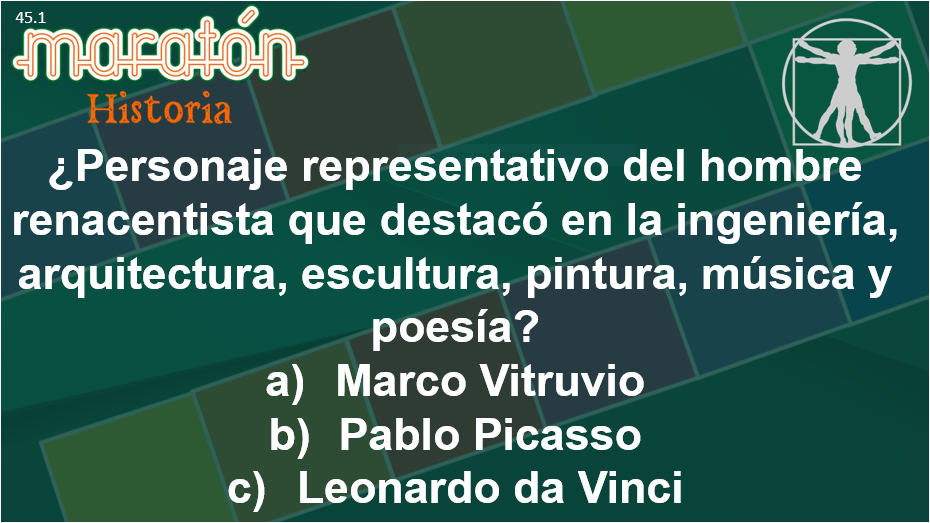 45.1
maratón
Historia
¿Personaje representativo del hombre
renacentista que destacó en la ingeniería,
arquitectura, escultura, pintura, música y
poesía?
a) Marco Vitruvio
b) Pablo Picasso
c) Leonardo da Vinci